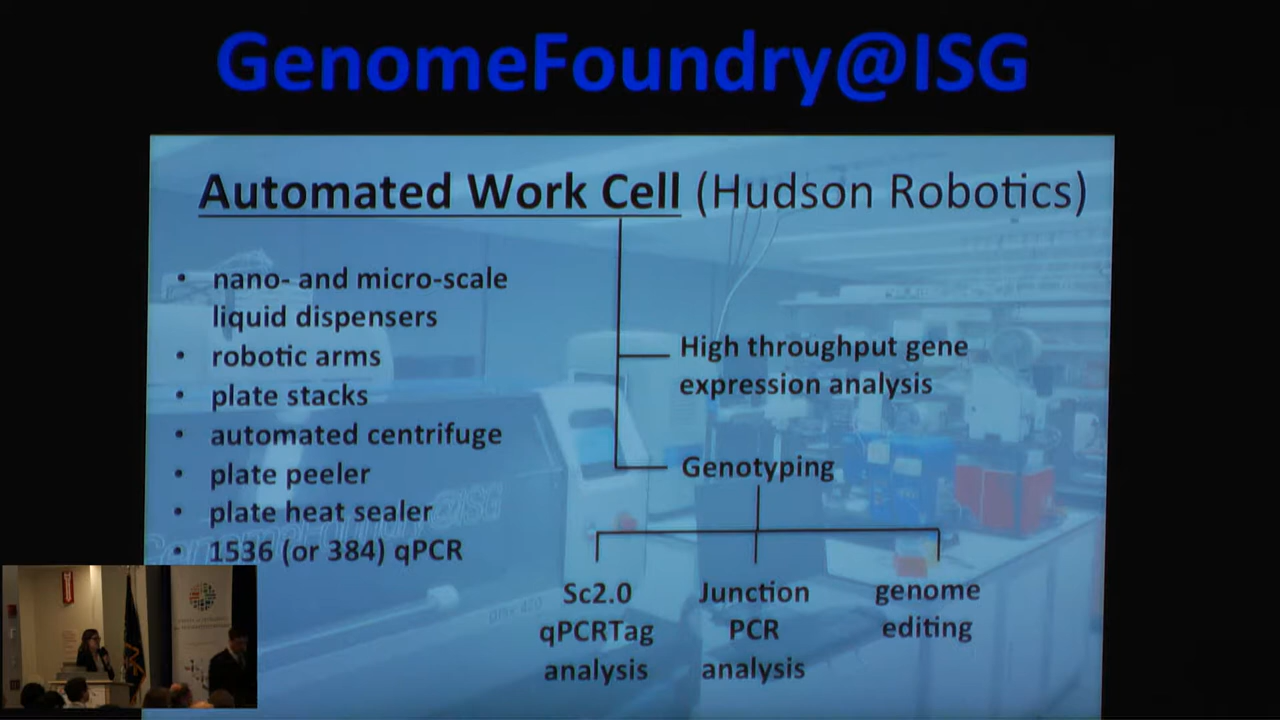 GenomeFoundry@ISG
Automated Work Cell (Hudson Robotics)
• nano- and micro-scale
liquid dispensers
• robotic arms
• plate stacks
• automated centrifuge
• plate peeler
• plate heat sealer
• 1536 (or 384) qPCR
High throughput gene
expression analysis
Genotyping
Sc2.0
qPCRTag
analysis
Junction
PCR
analysis
genome
editing
GenomeFoundry@ISG